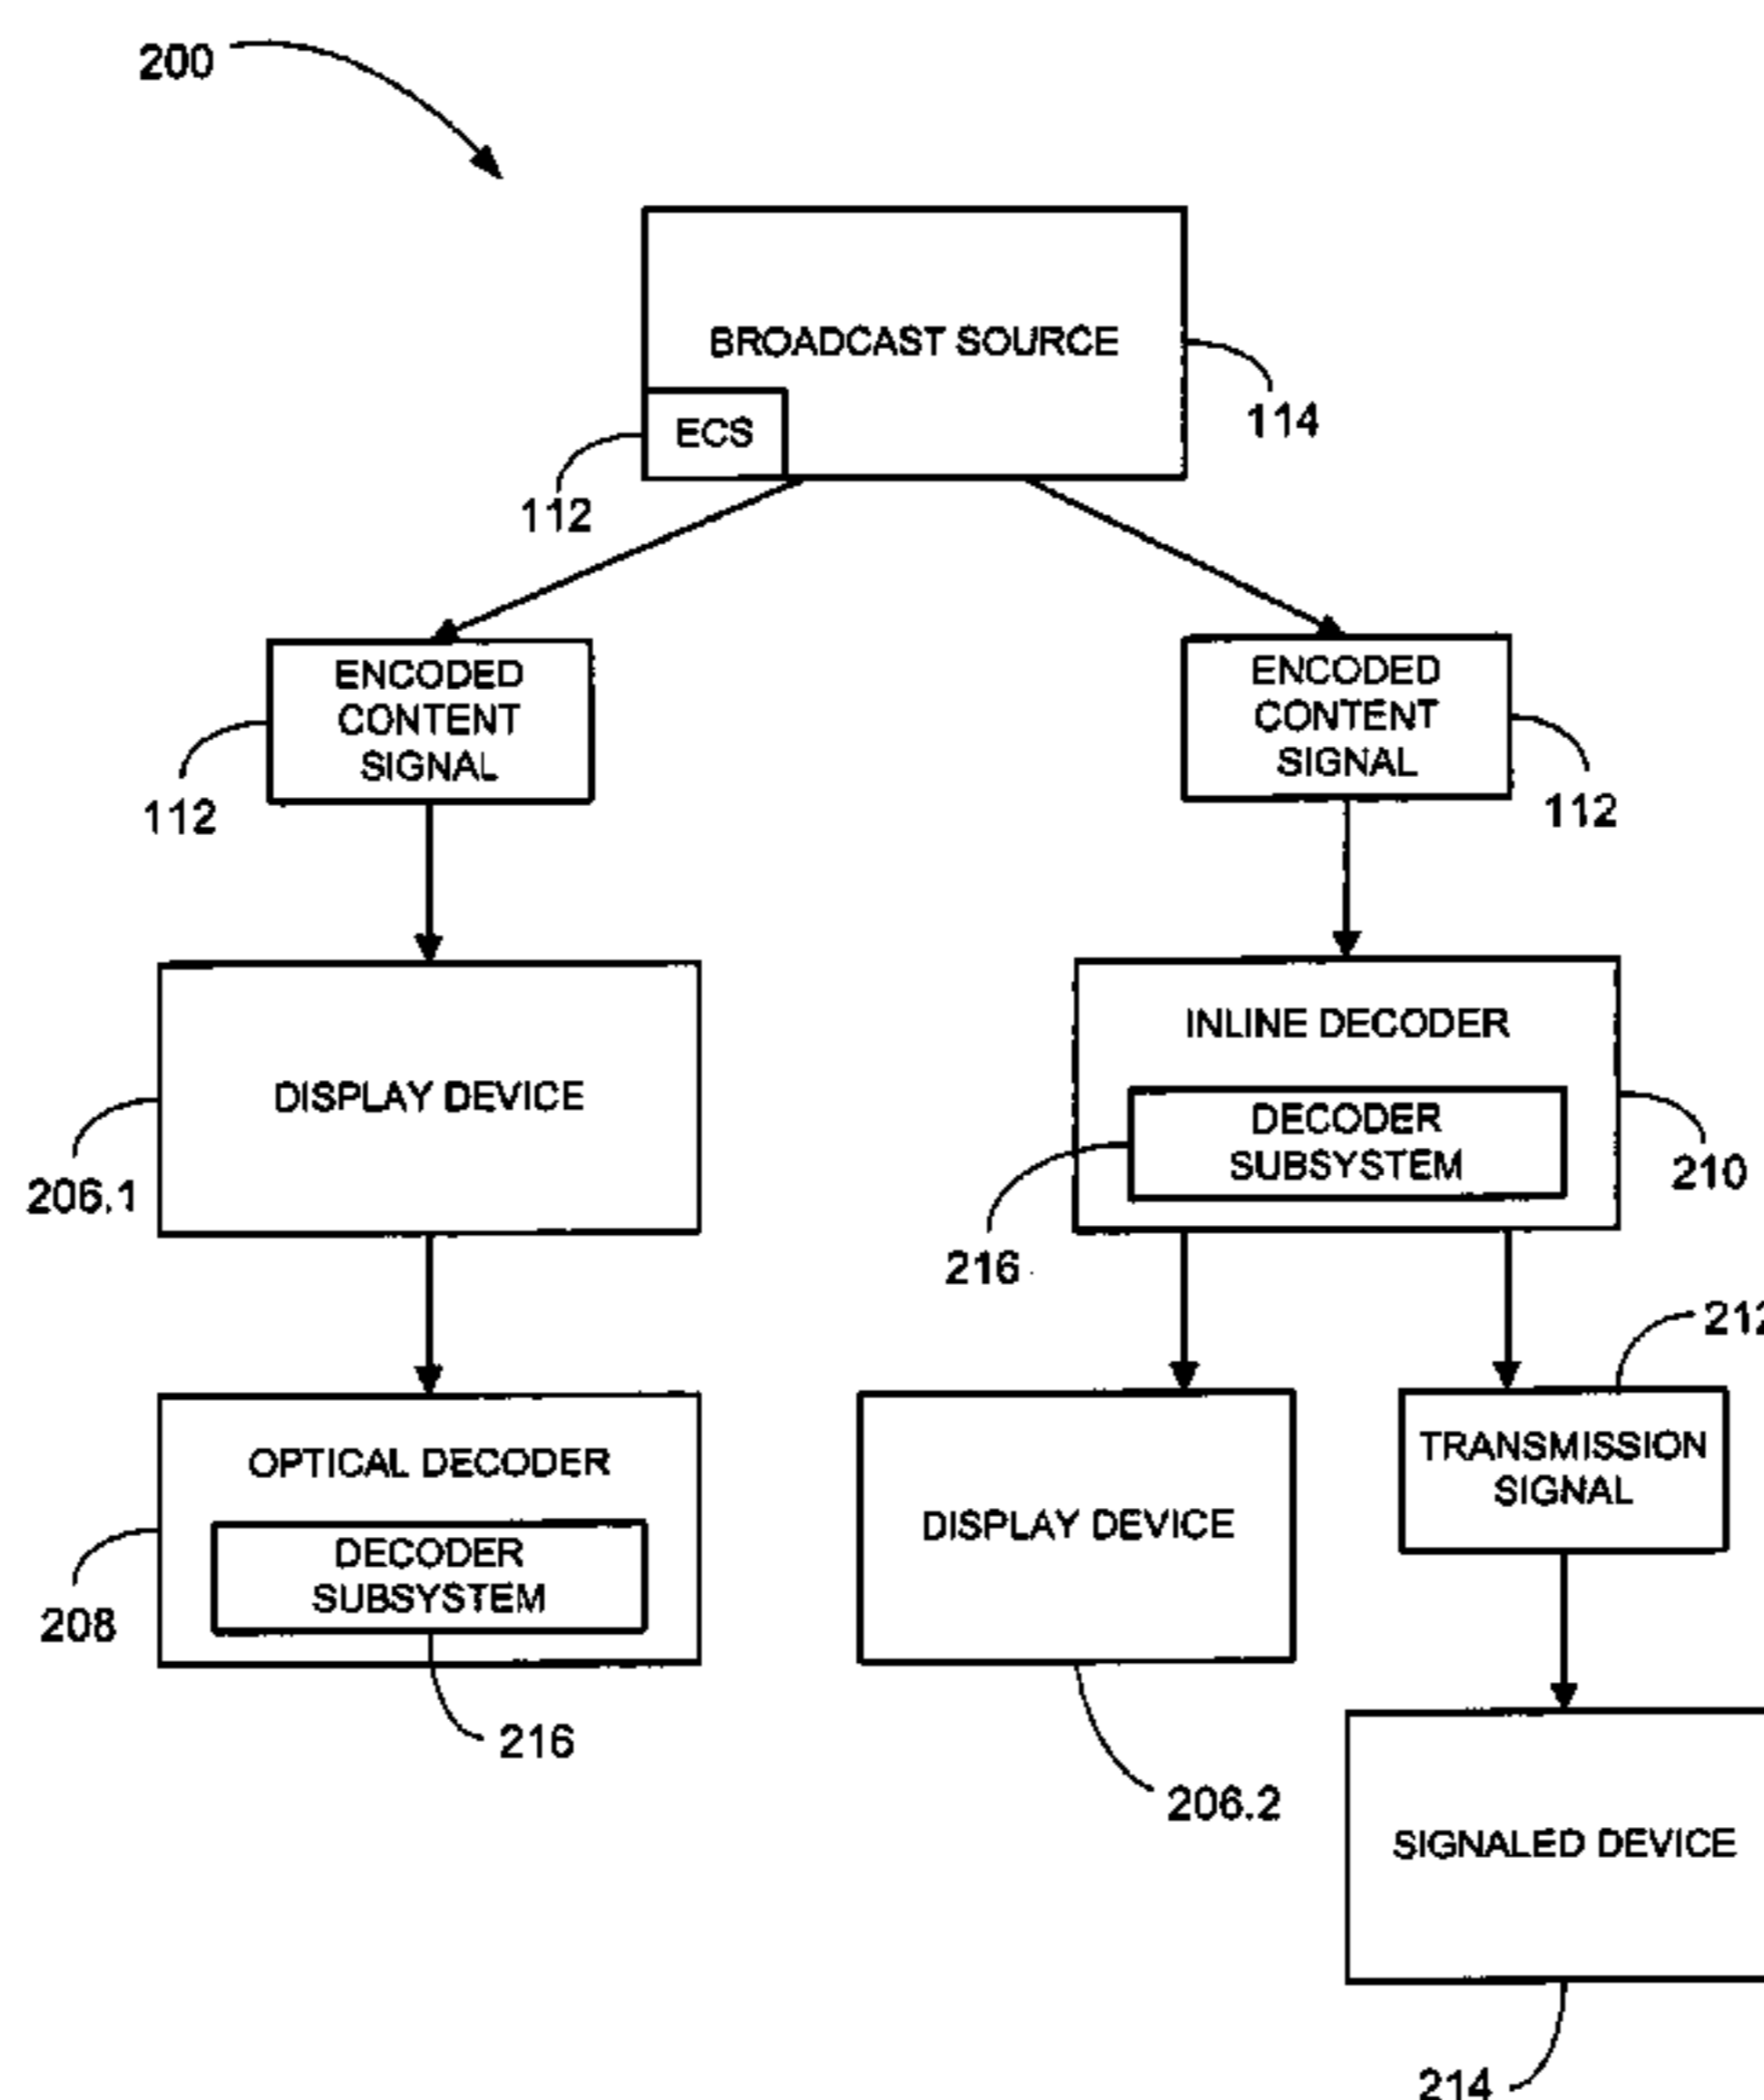 200
BROADCAST SOURCE
114
ECS
112
ENCODED
CONTENT
SIGNAL
112
ENCODED
CONTENT
SIGNAL
112
DISPLAY DEVICE
206.1
INLINE DECODER
DECODER
SUBSYSTEM
210
216
212
OPTICAL DECODER
DECODER
SUBSYSTEM
208
216
DISPLAY DEVICE
206.2
TRANSMISSION
SIGNAL
SIGNALED DEVICE
214